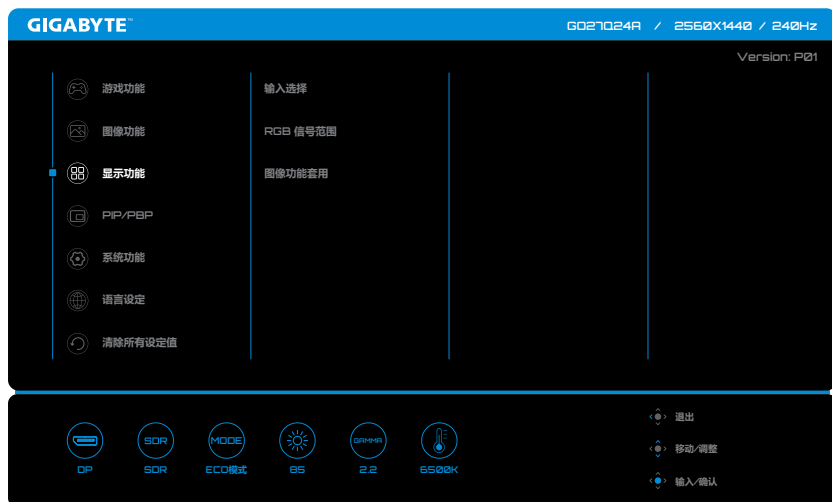 GIGABYTE™
GO27Q24A / 2560X1440 / 240Hz
Version: P01
游戏功能
图像功能
显示功能
PIP/PBP
系统功能
语言设定
清除所有设定值
输入选择
RGB 信号范围
图像功能套用
SDR
MODE
GAMMA
DP
SDR
ECO模式
85
2.2
6500K
退出
移动/调整
输入/确认